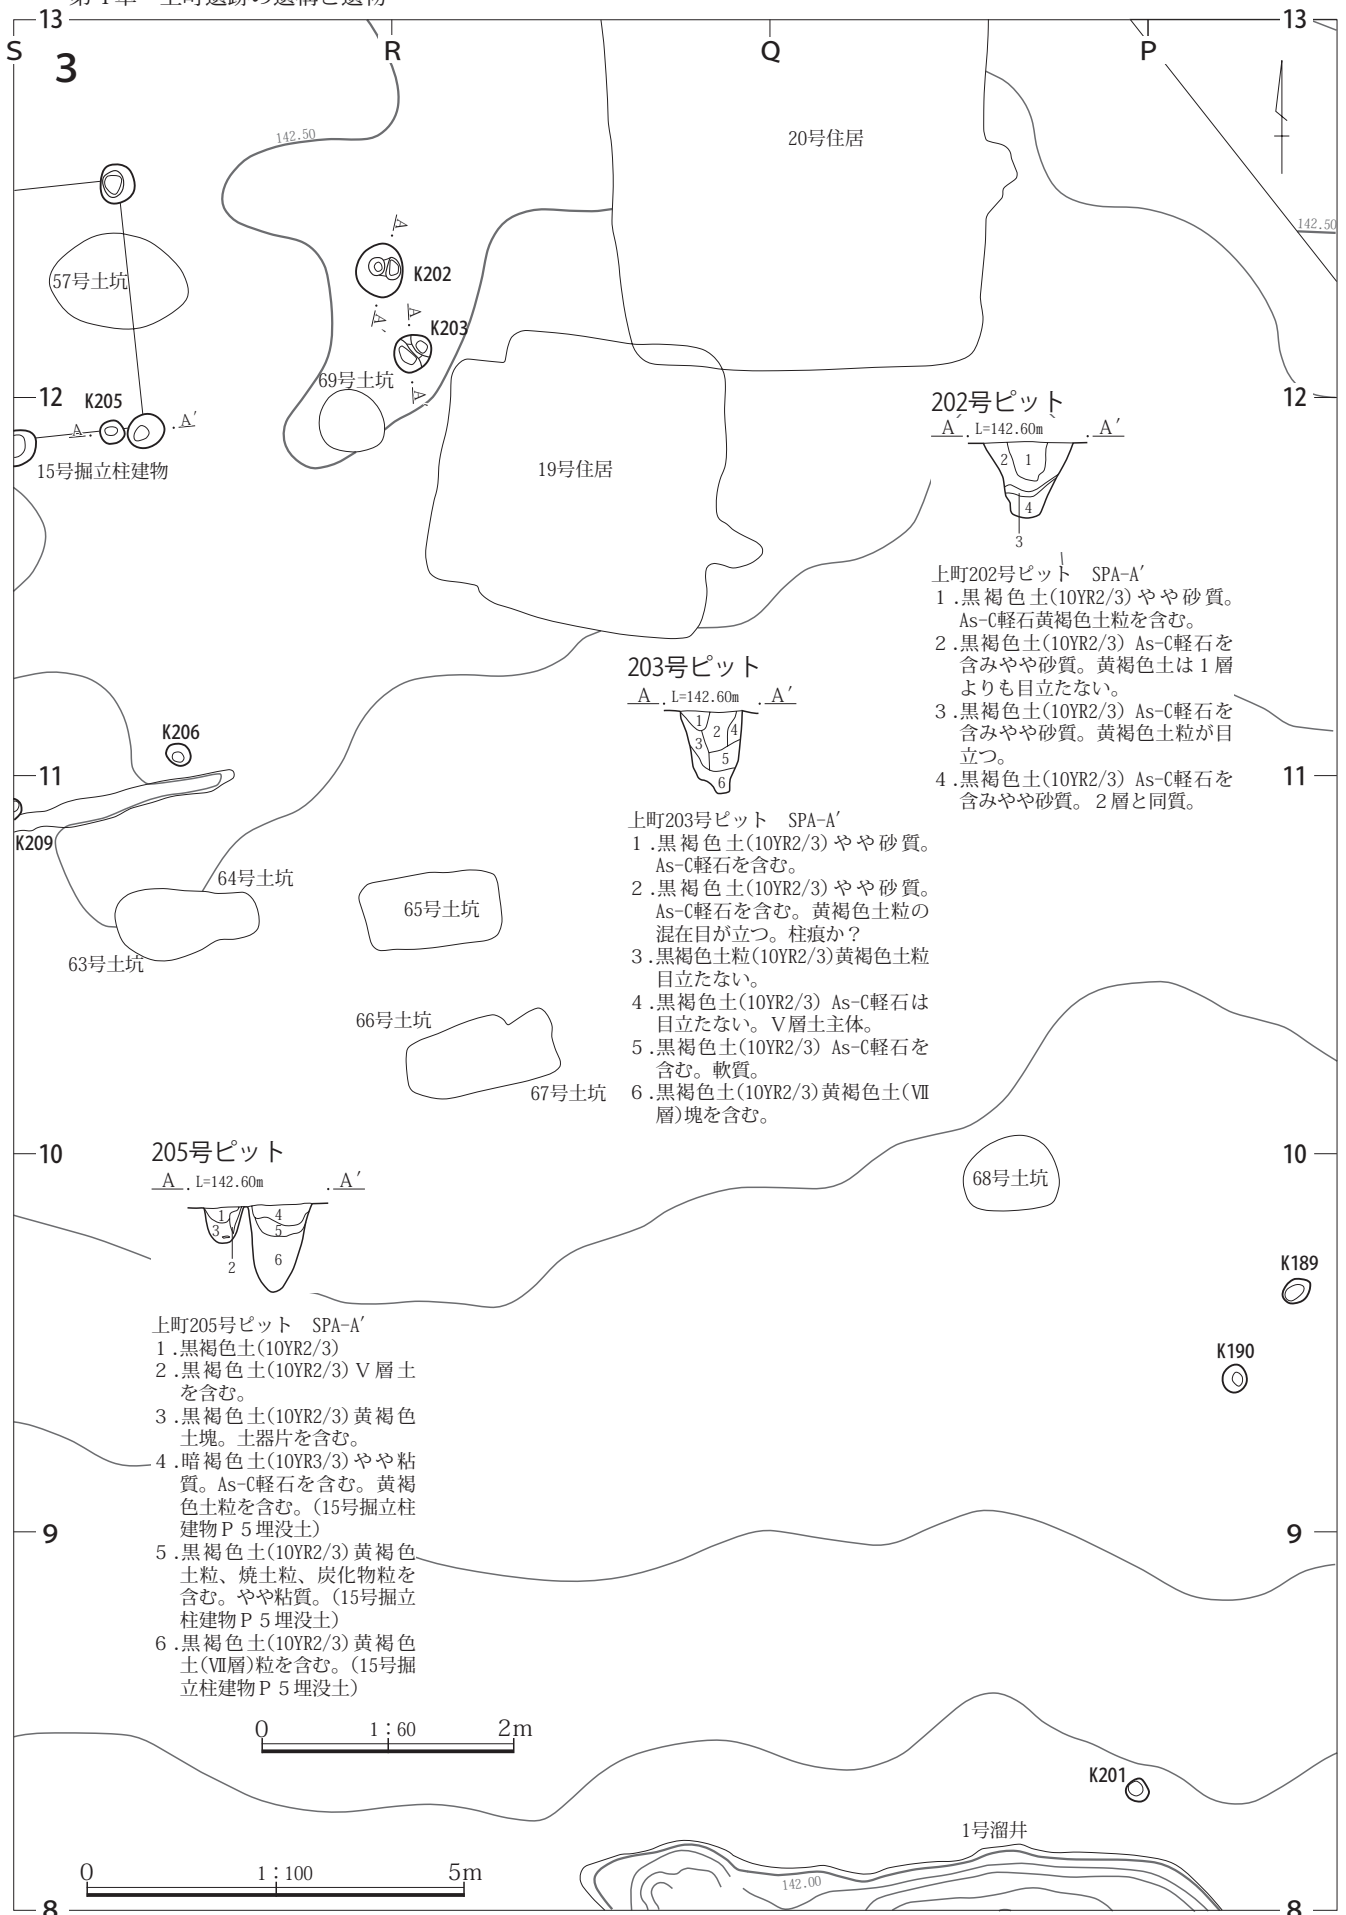 第4章 上町遺跡の遺構と遺物
13
13
S
R
Q
P
3
142.50
20号住居
142.50
57号土坑
A
K202
A′
A
K203
69号土坑
A′
12
12
K205
A
A′
15号掘立柱建物
19号住居
202号ピット
A . L=142.60m . A′
2
1
4
3
上町202号ピット SPA-A′
1.黒褐色土(10YR2/3)やや砂質。
As-C軽石黄褐色土粒を含む。
2.黒褐色土(10YR2/3) As-C軽石を
含みやや砂質。黄褐色土は1層
よりも目立たない。
3.黒褐色土(10YR2/3) As-C軽石を
含みやや砂質。黄褐色土粒が目
立つ。
4.黒褐色土(10YR2/3) As-C軽石を
含みやや砂質。2層と同質。
203号ピット
A . L=142.60m . A′
1
2
4
3
5
6
上町203号ピット SPA-A′
1.黒褐色土(10YR2/3)やや砂質。
As-C軽石を含む。
2.黒褐色土(10YR2/3)やや砂質。
As-C軽石を含む。黄褐色土粒の
混在目が立つ。柱痕か？
3.黒褐色土粒(10YR2/3)黄褐色土粒
目立たない。
4.黒褐色土(10YR2/3) As-C軽石は
目立たない。Ⅴ層土主体。
5.黒褐色土(10YR2/3) As-C軽石を
含む。軟質。
6.黒褐色土(10YR2/3)黄褐色土(Ⅶ
層)塊を含む。
K206
11
11
K209
64号土坑
65号土坑
63号土坑
66号土坑
67号土坑
10
10
68号土坑
205号ピット
A . L=142.60m . A′
1
4
3
5
2
6
K189
K190
上町205号ピット SPA-A′
1.黒褐色土(10YR2/3)
2.黒褐色土(10YR2/3)Ⅴ層土
を含む。
3.黒褐色土(10YR2/3)黄褐色
土塊。土器片を含む。
4.暗褐色土(10YR3/3)やや粘
質。As-C軽石を含む。黄褐
色土粒を含む。(15号掘立柱
建物Ｐ５埋没土)
5.黒褐色土(10YR2/3)黄褐色
土粒、焼土粒、炭化物粒を
含む。やや粘質。(15号掘立
柱建物Ｐ５埋没土)
6.黒褐色土(10YR2/3)黄褐色
土(Ⅶ層)粒を含む。(15号掘
立柱建物Ｐ５埋没土)
9
9
0 1：60 2m
K201
1号溜井
142.00
0 1：100 5m
8
8